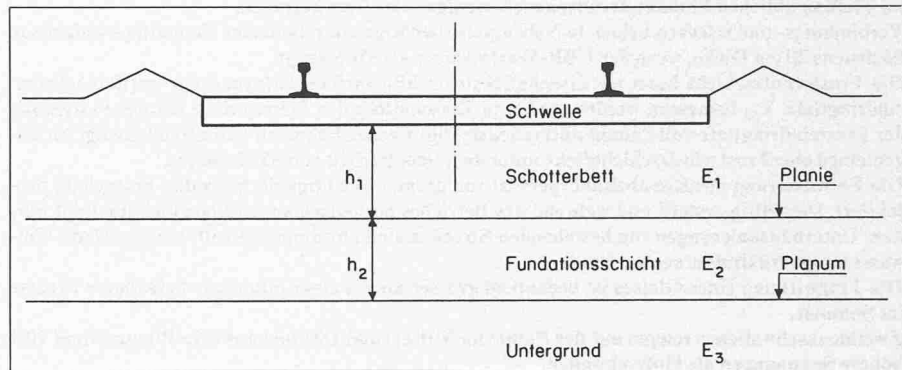 Schwelle
h1 Schotterbett E1 Planie
h2 Fundationsschicht E2 Planum
Untergrund E3